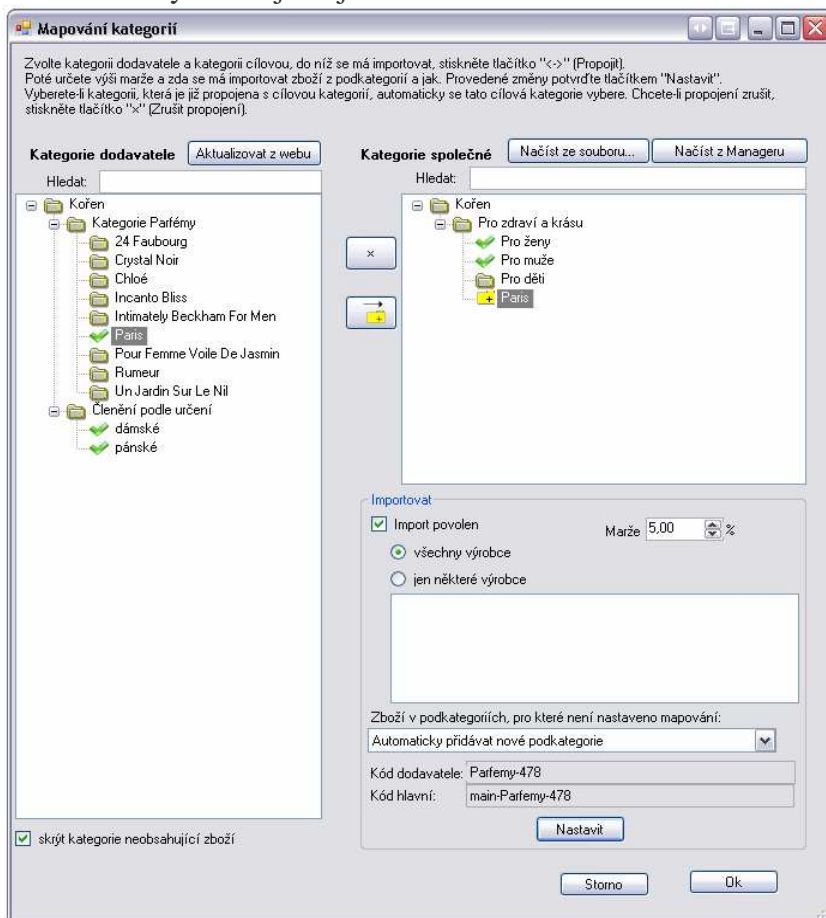 Mapování kategorií
Zvolte kategorii dodavatele a kategorii cílovou, do níž se má importovat, stiskněte tlačítko "<->" (Propojit).
Poté určete výši marže a zda se má importovat zboží z podkategorií a jak. Provedené změny potvrďte tlačítkem "Nastavit".
Vyberete-li kategorii, která je již propojena s cílovou kategorií, automaticky se tato cílová kategorie vybere. Chcete-li propojení zrušit,
stiskněte tlačítko "×" (Zrušit propojení).
Kategorie dodavatele
Aktualizovat z webu
Hledat:
Kořen
Kategorie Parfémy
24 Faubourg
Crystal Noir
Chloé
Incanto Bliss
Intimately Beckham For Men
Paris
Pour Femme Voile De Jasmin
Rumeur
Un Jardin Sur Le Nil
Členění podle určení
dámské
pánské
skrýt kategorie neobsahující zboží
×
Kategorie společné
Načíst ze souboru...
Načíst z Manageru
Hledat:
Kořen
Pro zdraví a krásu
Pro ženy
Pro muže
Pro děti
Paris
Importovat
Import povolen
Marže 5,00 %
všechny výrobce
jen některé výrobce
Zboží v podkategoriích, pro které není nastaveno mapování:
Automaticky přidávat nové podkategorie
Kód dodavatele: Parfemy-478
Kód hlavní: main-Parfemy-478
Nastavit
Storno
Ok